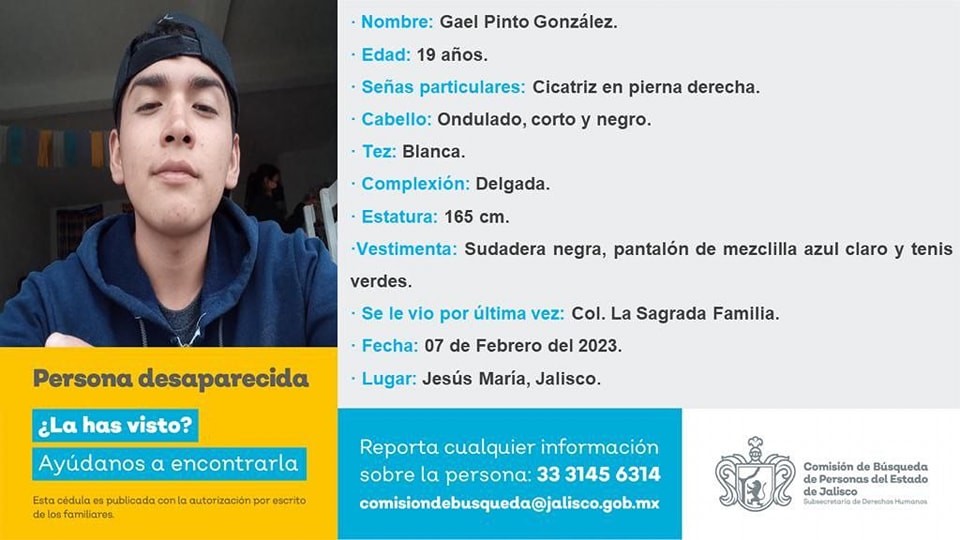 · Nombre: Gael Pinto González.
· Edad: 19 años.
· Señas particulares: Cicatriz en pierna derecha.
· Cabello: Ondulado, corto y negro.
· Tez: Blanca.
· Complexión: Delgada.
· Estatura: 165 cm.
·Vestimenta: Sudadera negra, pantalón de mezclilla azul claro y tenis
verdes.
· Se le vio por última vez: Col. La Sagrada Familia.
· Fecha: 07 de Febrero del 2023.
· Lugar: Jesús María, Jalisco.
Persona desaparecida
¿La has visto?
Ayúdanos a encontrarla
Esta cédula es publicada con la autorización por escrito
de los familiares.
Reporta cualquier información
sobre la persona: 33 3145 6314
comisiondebusqueda@jalisco.gob.mx
Comisión de Búsqueda
de Personas del Estado
de Jalisco
Subsecretaría de Derechos Humanos